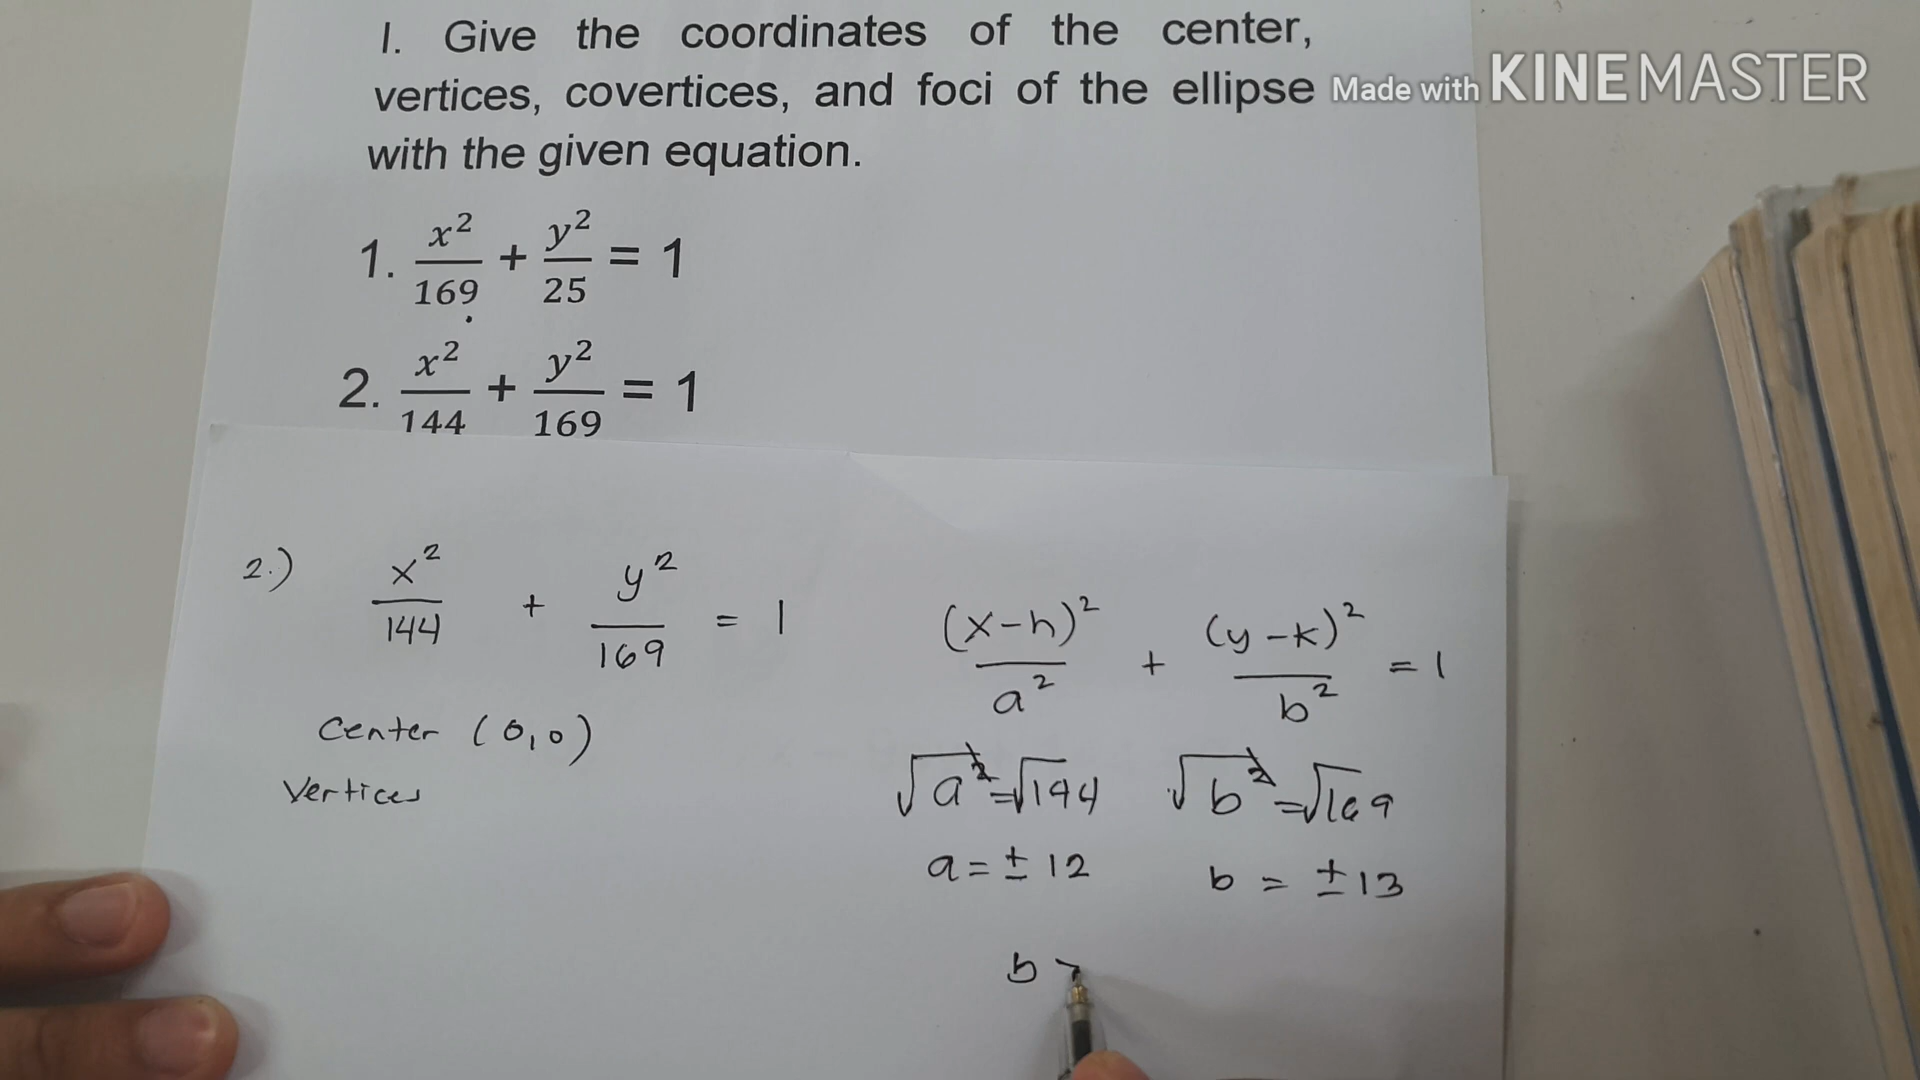 I. Give the coordinates of the center,
vertices, covertices, and foci of the ellipse
with the given equation.
Made with KINEMASTER
1. x²/169 + y²/25 = 1
2. x²/144 + y²/169 = 1
2.) x²/144 + y²/169 = 1
(x-h)²/a² + (y-k)²/b² = 1
Center (0,0)
Vertices
√a² = √144 √b² = √169
a = ± 12 b = ± 13
b >